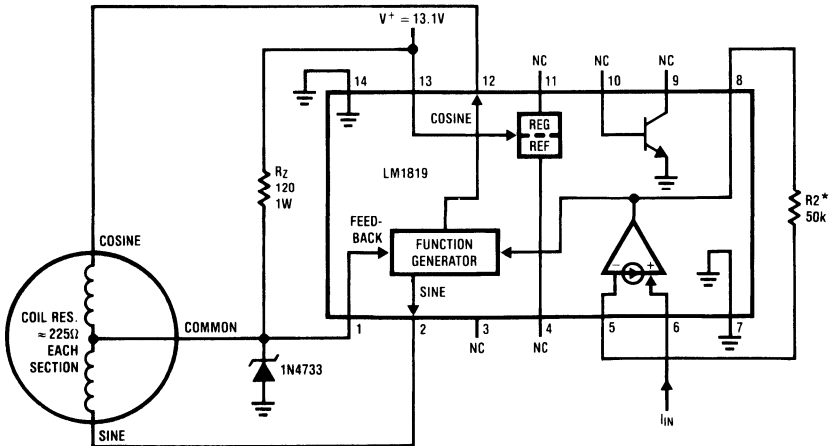 V+ = 13.1V
NC
NC
NC
14
13
12
11
10
9
8
COSINE
REG
REF
LM1819
RZ
120
1W
R2*
50k
FEED-
BACK
FUNCTION
GENERATOR
COSINE
SINE
COIL RES.
≈ 225Ω
EACH
SECTION
COMMON
- +
1
2
3
4
5
6
7
NC
NC
1N4733
SINE
IIN